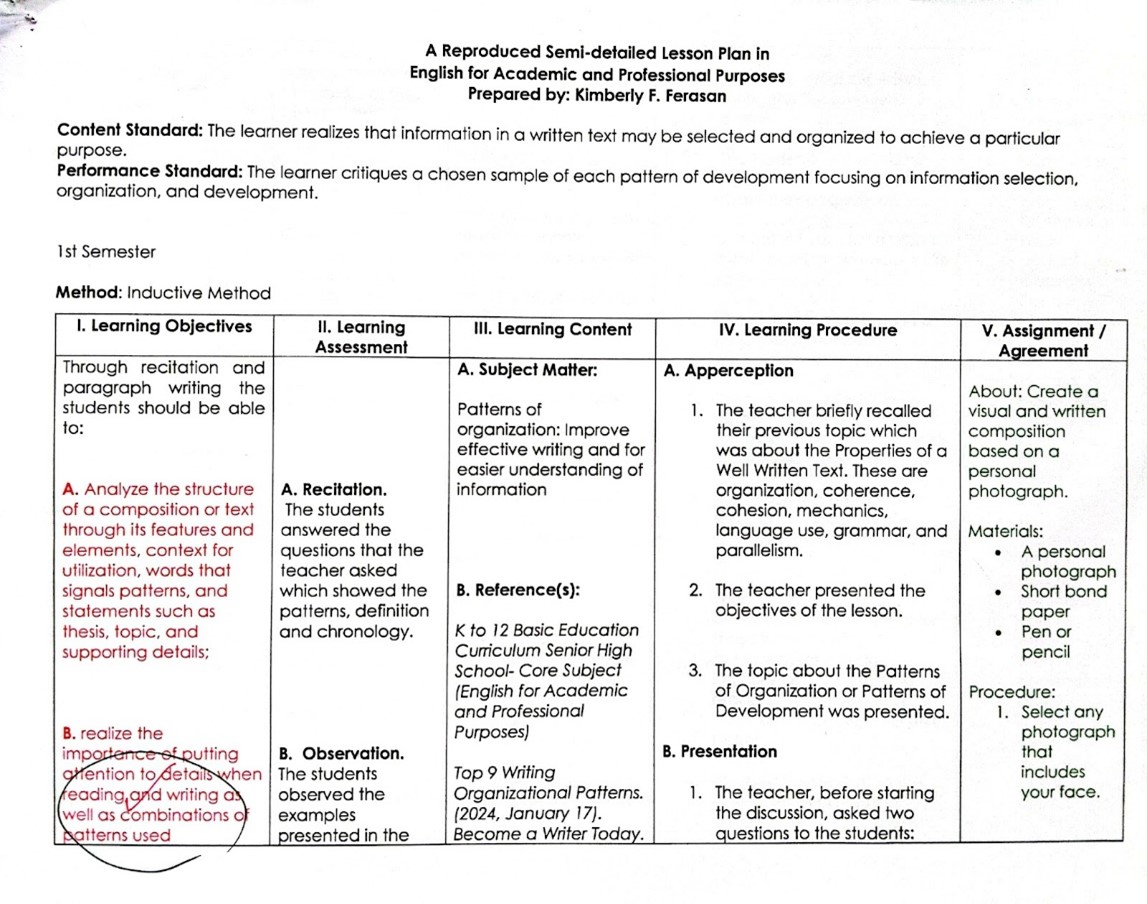 A Reproduced Semi-detailed Lesson Plan in
English for Academic and Professional Purposes
Prepared by: Kimberly F. Ferasan
Content Standard: The learner realizes that information in a written text may be selected and organized to achieve a particular
purpose.
Performance Standard: The learner critiques a chosen sample of each pattern of development focusing on information selection,
organization, and development.
1st Semester
Method: Inductive Method
I. Learning Objectives
Through recitation and
paragraph writing the
students should be able
to:
A. Analyze the structure
of a composition or text
through its features and
elements, context for
utilization, words that
signals patterns, and
statements such as
thesis, topic, and
supporting details;
B. realize the
importance of putting
attention to details when
reading and writing as
well as combinations of
patterns used
II. Learning
Assessment
A. Recitation.
The students
answered the
questions that the
teacher asked
which showed the
patterns, definition
and chronology.
B. Observation.
The students
observed the
examples
presented in the
III. Learning Content
A. Subject Matter:
Patterns of
organization: Improve
effective writing and for
easier understanding of
information
B. Reference(s):
K to 12 Basic Education
Curriculum Senior High
School- Core Subject
(English for Academic
and Professional
Purposes)
Top 9 Writing
Organizational Patterns.
(2024, January 17).
Become a Writer Today.
IV. Learning Procedure
A. Apperception
1. The teacher briefly recalled
their previous topic which
was about the Properties of a
Well Written Text. These are
organization, coherence,
cohesion, mechanics,
language use, grammar, and
parallelism.
2. The teacher presented the
objectives of the lesson.
3. The topic about the Patterns
of Organization or Patterns of
Development was presented.
B. Presentation
1. The teacher, before starting
the discussion, asked two
questions to the students:
V. Assignment /
Agreement
About: Create a
visual and written
composition
based on a
personal
photograph.
Materials:
• A personal
photograph
• Short bond
paper
• Pen or
pencil
Procedure:
1. Select any
photograph
that
includes
your face.